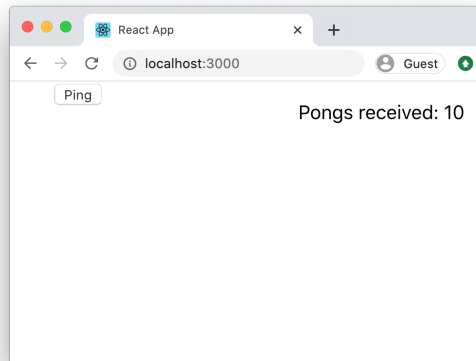 React App
localhost:3000
Guest
Ping
Pongs received: 10